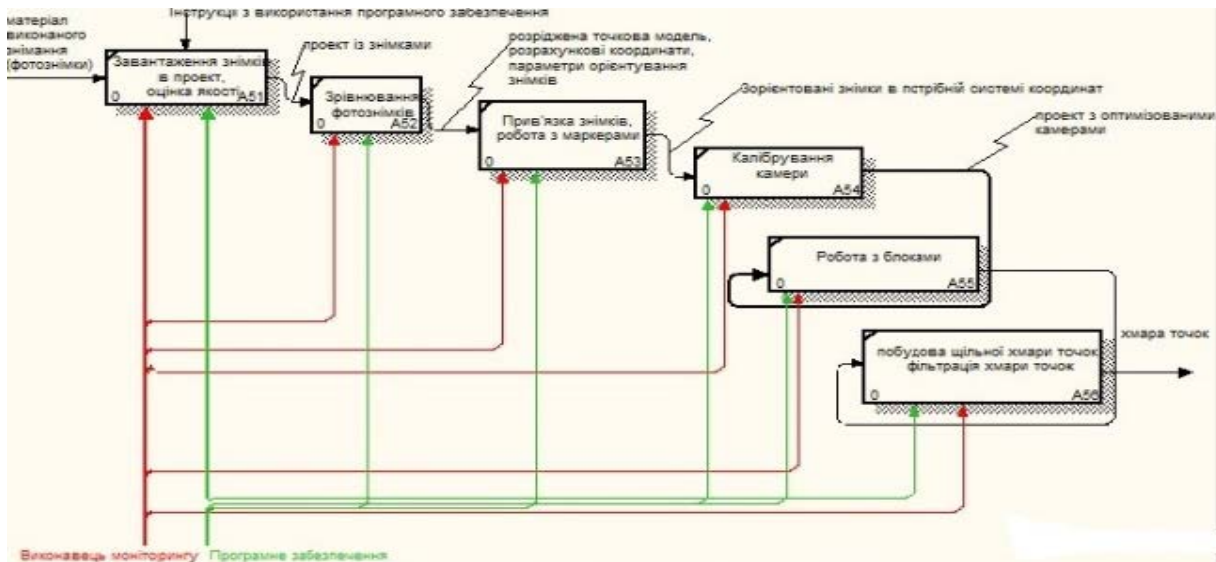 Інструкції з використання програмного забезпечення
матеріал
виконаного
знімання
(фотознімки)
Завантаження знімків
в проект,
оцінка якості
0
A51
проект із знімками
Зрівнювання
фотознімків
0
A52
розріджена точкова модель,
розрахункові координати,
параметри орієнтування
знімків
Прив'язка знімків,
робота з маркерами
0
A53
Зорієнтовані знімки в пстрібній системі координат
Калібрування
камери
0
A54
проект з оптимізованими
камерами
Робота з блоками
0
A55
побудова щільної хмари точок
фільтрація хмари точок
0
A56
хмара точок
Виконавець моніторингу
Програмне забезпечення